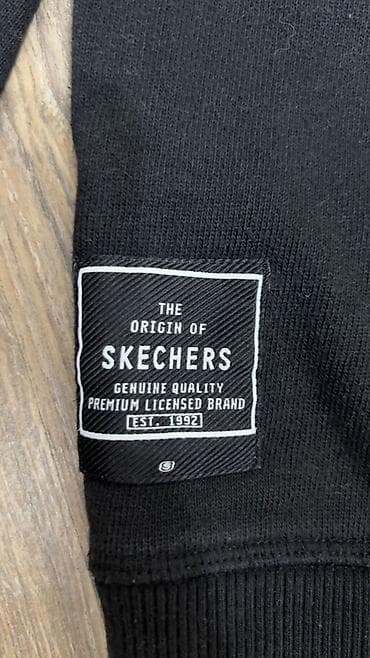 THE
ORIGIN OF
SKECHERS
GENUINE QUALITY
PREMIUM LICENSED BRAND
EST. 1992
S